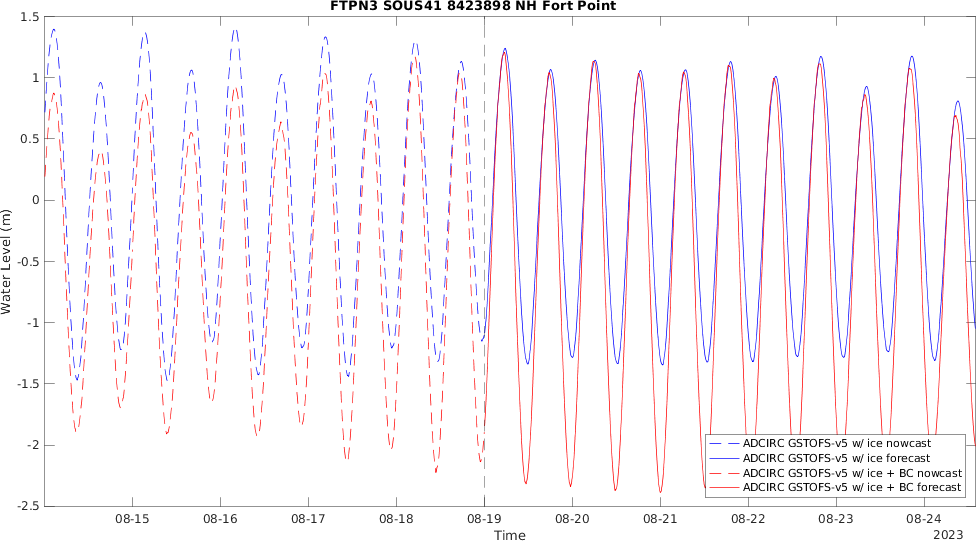 FTPN3 SOUS41 8423898 NH Fort Point
1.5
1
0.5
0
-0.5
-1
-1.5
-2
-2.5
Water Level (m)
ADCIRC GSTOFS-v5 w/ ice nowcast
ADCIRC GSTOFS-v5 w/ ice forecast
ADCIRC GSTOFS-v5 w/ ice + BC nowcast
ADCIRC GSTOFS-v5 w/ ice + BC forecast
08-15 08-16 08-17 08-18 08-19 08-20 08-21 08-22 08-23 08-24
Time
2023